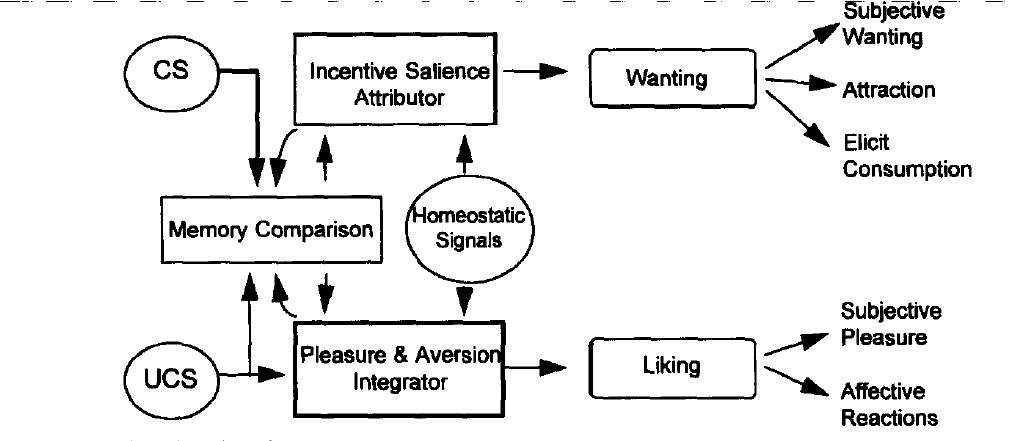 Subjective
Wanting
CS
Incentive Salience
Attributor
Wanting
Attraction
Elicit
Consumption
Memory Comparison
Homeostatic
Signals
Subjective
Pleasure
Pleasure & Aversion
Integrator
Liking
UCS
Affective
Reactions